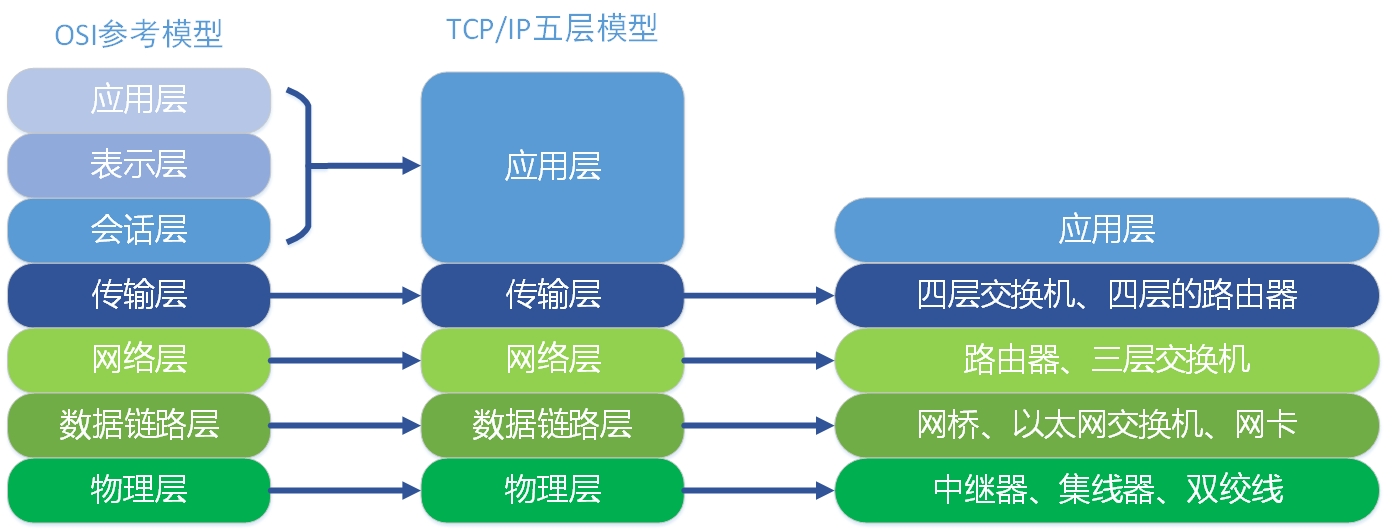 OSI参考模型
应用层
表示层
会话层
传输层
网络层
数据链路层
物理层
TCP/IP五层模型
应用层
传输层
网络层
数据链路层
物理层
应用层
四层交换机、四层的路由器
路由器、三层交换机
网桥、以太网交换机、网卡
中继器、集线器、双绞线